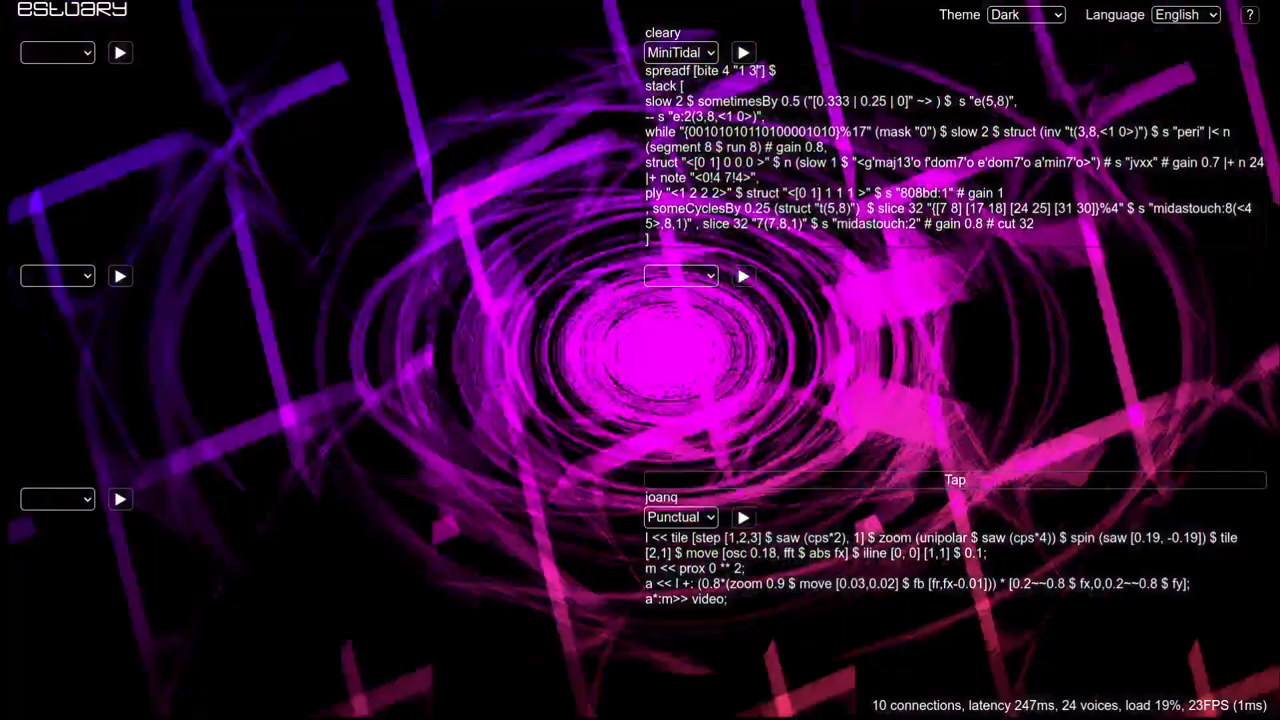 estuary
Theme Dark Language English ?
cleary
MiniTidal
spreadf [bite 4 "1 3"] $
stack [
slow 2 $ sometimesBy 0.5 ("[0.333 | 0.25 | 0]" ~> ) $  s "e(5,8)",
-- s "e:2(3,8,<1 0>)",
while "{00101010110100001010}%17" (mask "0") $ slow 2 $ struct (inv "t(3,8,<1 0>)") $ s "peri" |< n
(segment 8 $ run 8) # gain 0.8,
struct "<[0 1] 0 0 0 >" $ n (slow 1 $ "<g'maj13'o f'dom7'o e'dom7'o a'min7'o>") # s "jvxx" # gain 0.7 |+ n 24
|+ note "<0!4 7!4>",
ply "<1 2 2 2>" $ struct "<[0 1] 1 1 1 >" $ s "808bd:1" # gain 1
, someCyclesBy 0.25 (struct "t(5,8)")  $ slice 32 "{[7 8] [17 18] [24 25] [31 30]}%4" $ s "midastouch:8(<4
5>,8,1)" , slice 32 "7(7,8,1)" $ s "midastouch:2" # gain 0.8 # cut 32
]
Tap
joanq
Punctual
l << tile [step [1,2,3] $ saw (cps*2), 1] $ zoom (unipolar $ saw (cps*4)) $ spin (saw [0.19, -0.19]) $ tile
[2,1] $ move [osc 0.18, fft $ abs fx] $ iline [0, 0] [1,1] $ 0.1;
m << prox 0 ** 2;
a << l +: (0.8*(zoom 0.9 $ move [0.03,0.02] $ fb [fr,fx-0.01])) * [0.2~~0.8 $ fx,0,0.2~~0.8 $ fy];
a*:m>> video;
10 connections, latency 247ms, 24 voices, load 19%, 23FPS (1ms)